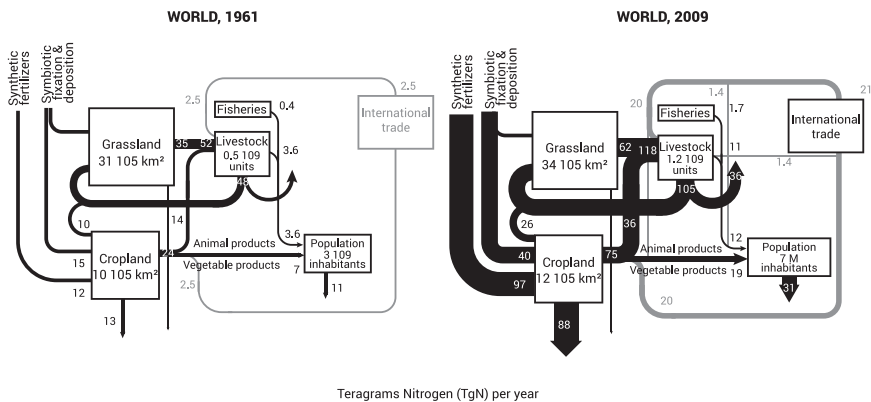 WORLD, 1961
Synthetic
fertilizers
Symbiotic
fixation &
deposition
2.5
2.5
Fisheries
0.4
International
trade
Grassland
31 105 km²
35
52
Livestock
0,5 109
units
3.6
48
10
14
Cropland
10 105 km²
24
Animal products
Vegetable products
3.6
7
Population
3 109
inhabitants
15
12
2.5
11
13
WORLD, 2009
Synthetic
fertilizers
Symbiotic
fixation &
deposition
20
1.4
21
Fisheries
1.7
International
trade
Grassland
34 105 km²
62
118
Livestock
1.2 109
units
11
1.4
36
105
26
36
Cropland
12 105 km²
75
Animal products
Vegetable products
12
19
Population
7 M
inhabitants
40
97
31
20
88
Teragrams Nitrogen (TgN) per year